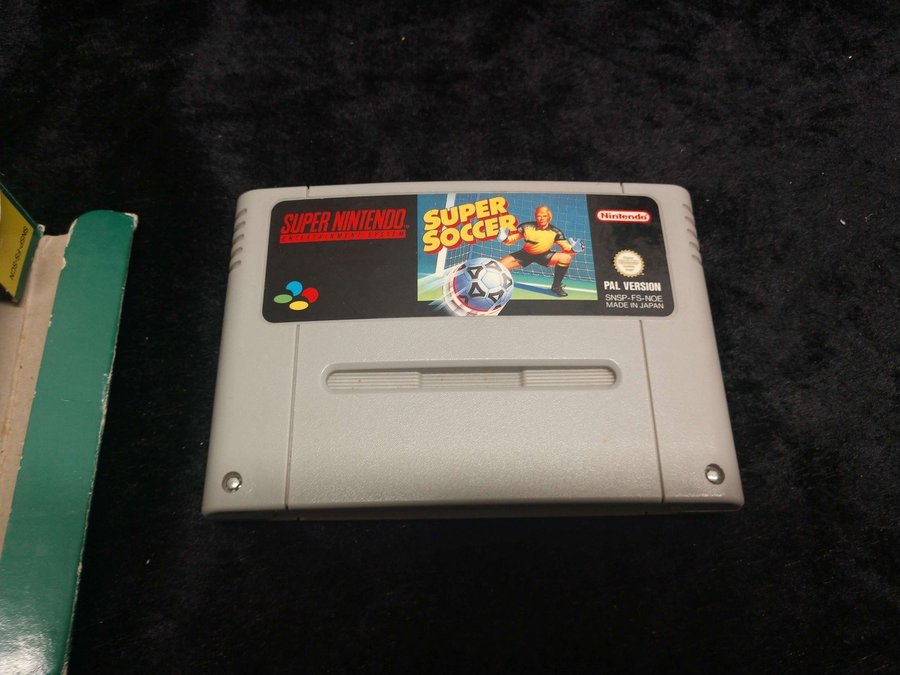 SUPER NINTENDO
ENTERTAINMENT SYSTEM
SUPER
SOCCER
Nintendo
PAL VERSION
SNSP-FS-NOE
MADE IN JAPAN